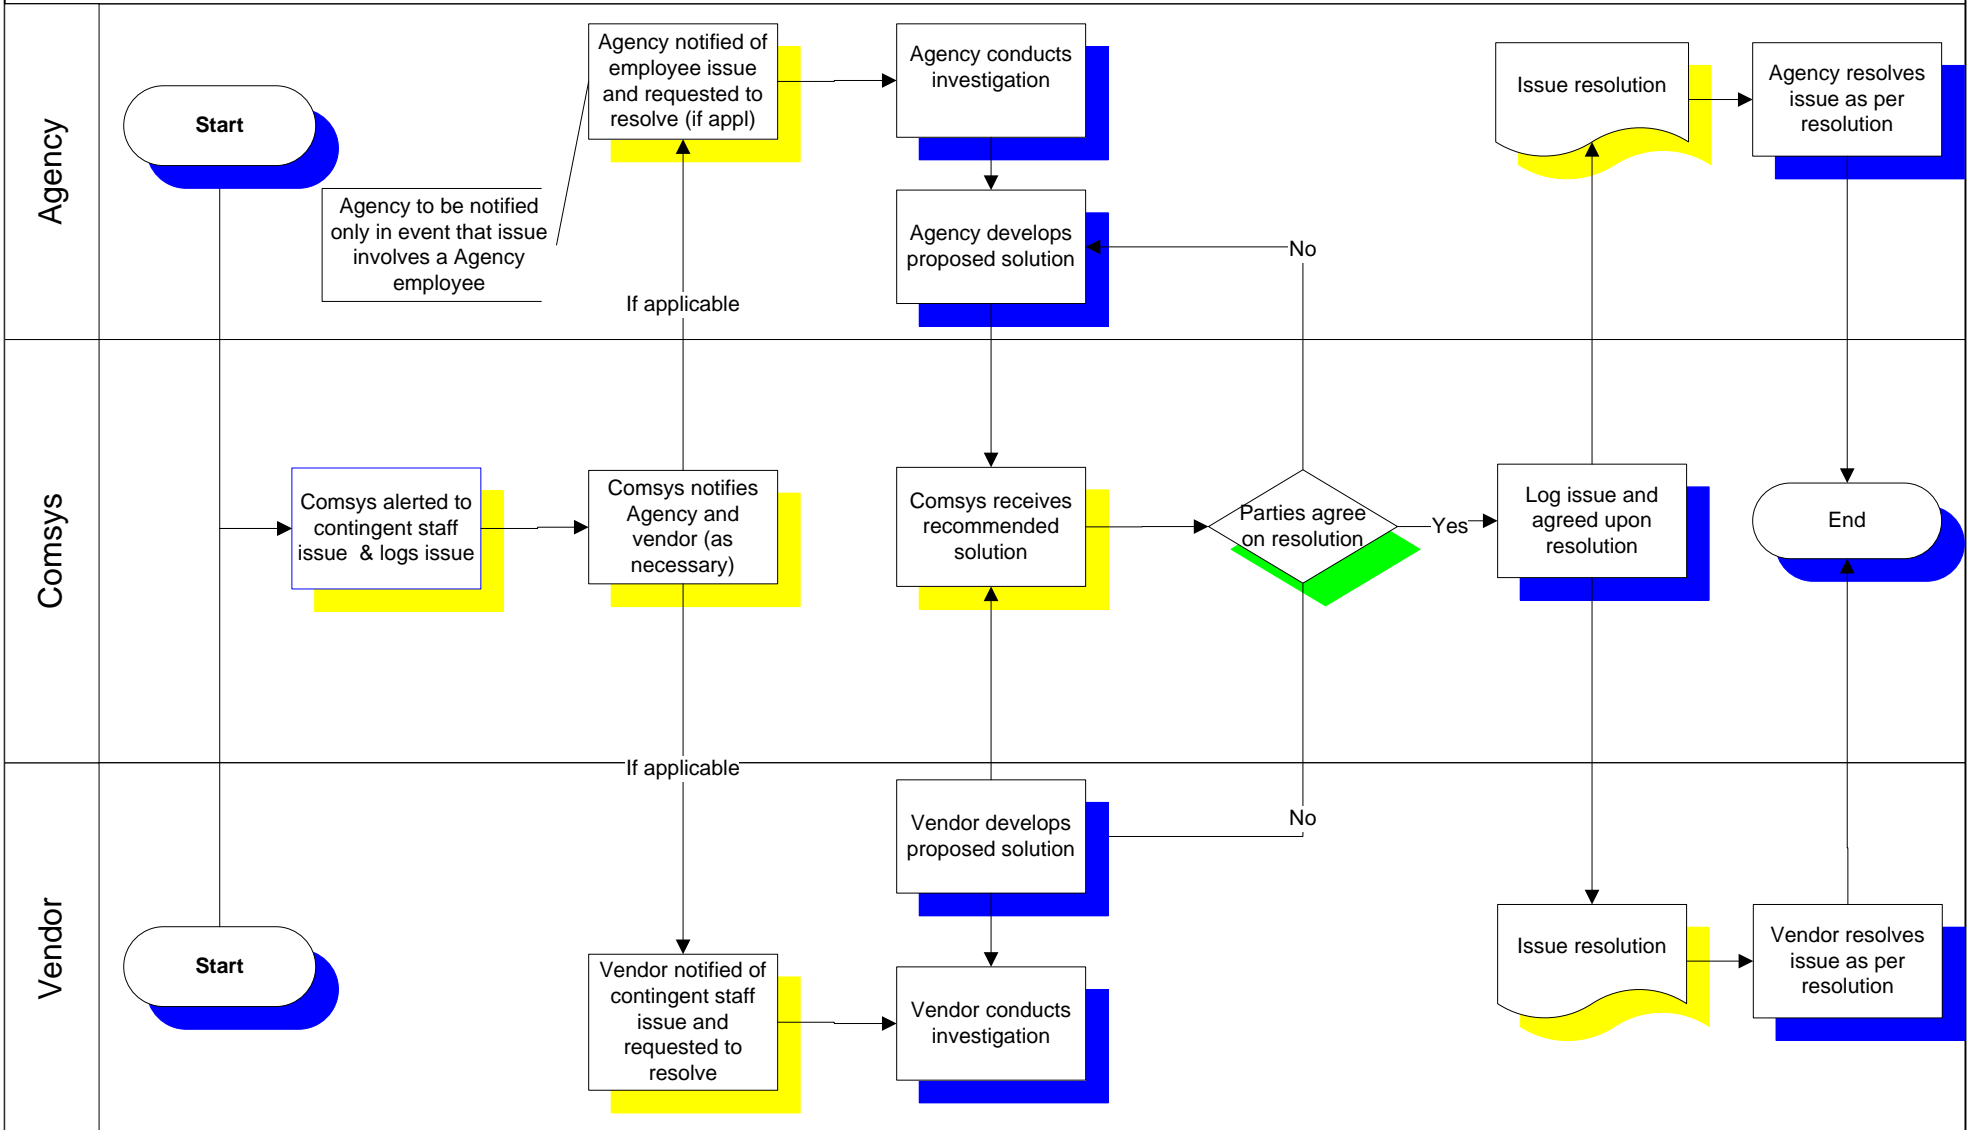 Agency
Start
Agency to be notified
only in event that issue
involves a Agency
employee
Agency notified of
employee issue
and requested to
resolve (if appl)
If applicable
Agency conducts
investigation
Agency develops
proposed solution
No
Issue resolution
Agency resolves
issue as per
resolution
Comsys
Comsys alerted to
contingent staff
issue & logs issue
Comsys notifies
Agency and
vendor (as
necessary)
Comsys receives
recommended
solution
Parties agree
on resolution
Yes
Log issue and
agreed upon
resolution
End
Vendor
Start
If applicable
Vendor notified of
contingent staff
issue and
requested to
resolve
Vendor develops
proposed solution
Vendor conducts
investigation
No
Issue resolution
Vendor resolves
issue as per
resolution